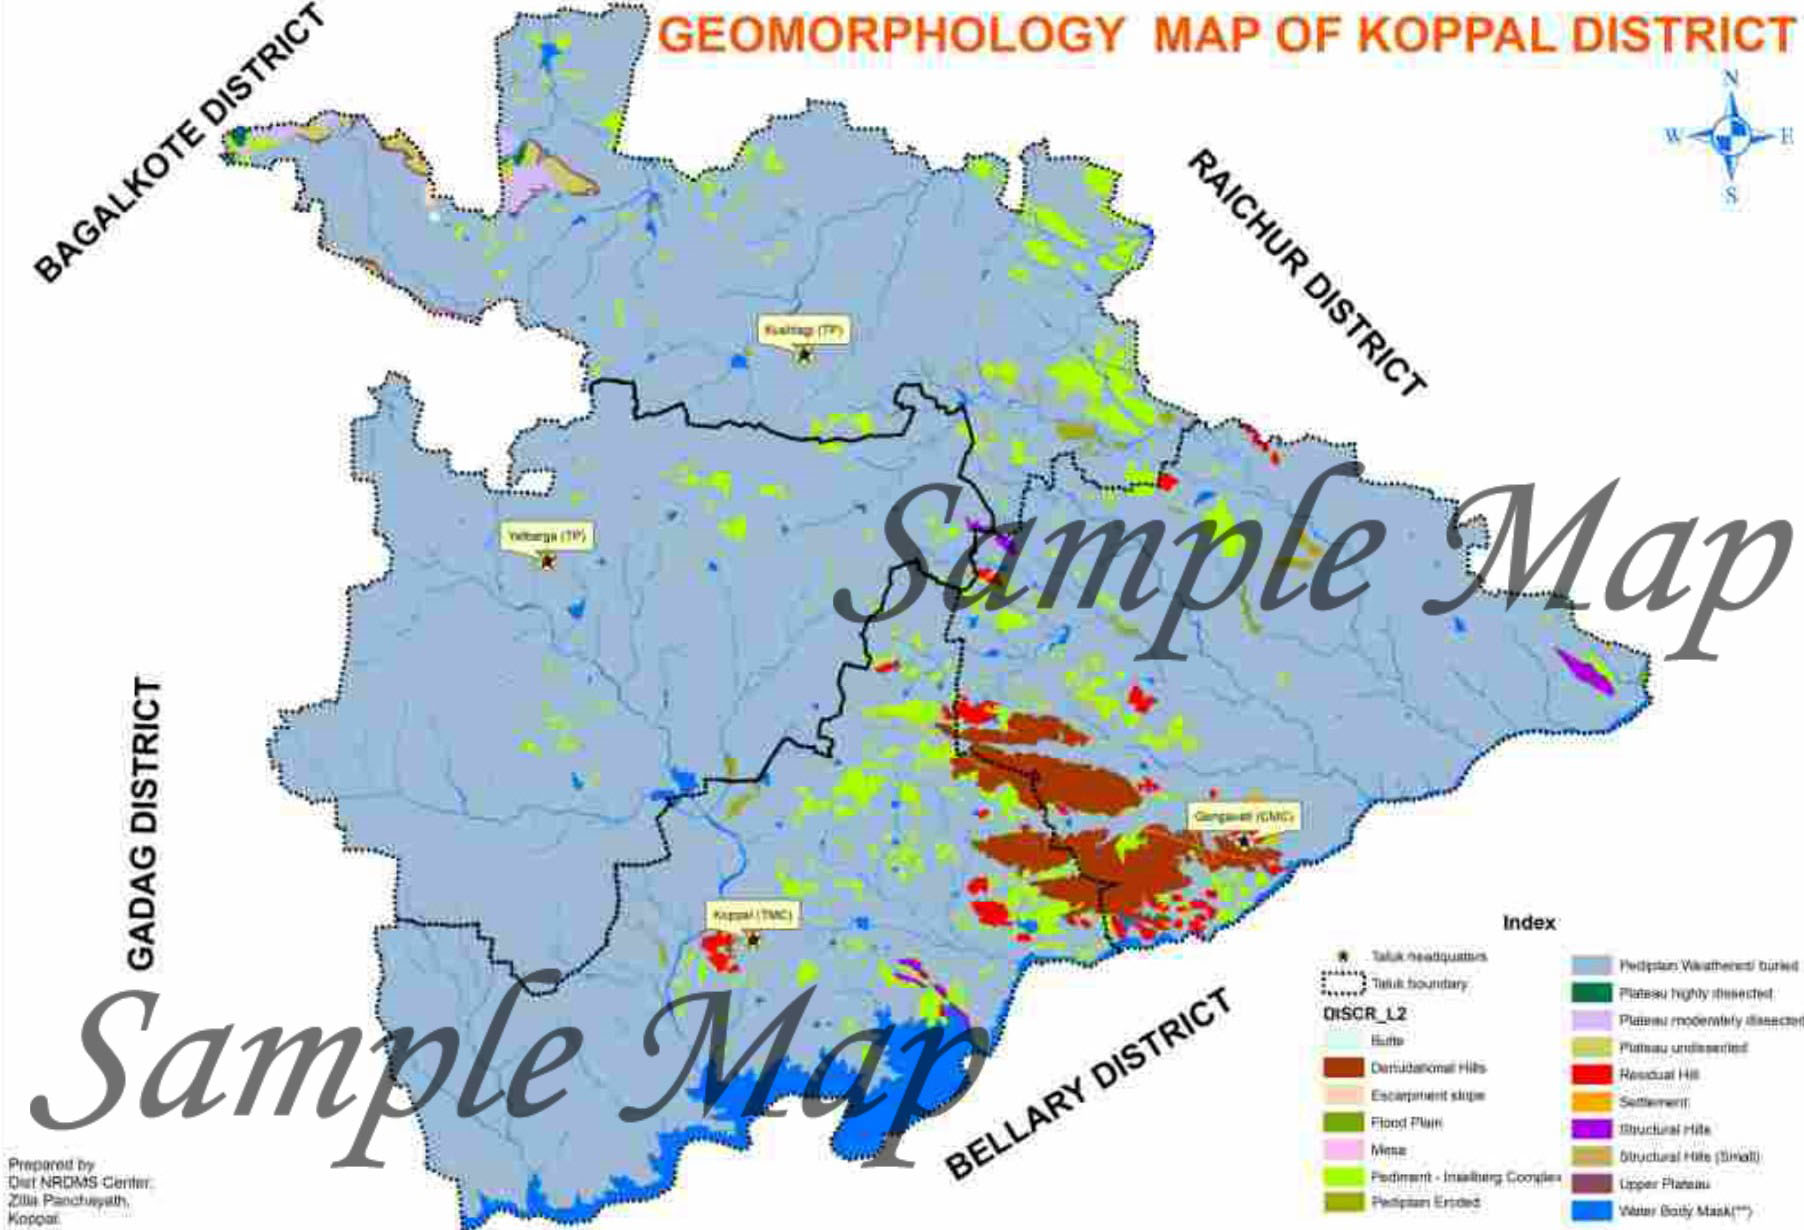 GEOMORPHOLOGY MAP OF KOPPAL DISTRICT
N
W E
S
BAGALKOTE DISTRICT
RAICHUR DISTRICT
GADAG DISTRICT
BELLARY DISTRICT
Kushtagi (TP)
Yelbarga (TP)
Gangavati (CMC)
Koppal (TMC)
Sample Map
Sample Map
Index
Taluk headquaters
Taluk boundary
DISCR_L2
Butte
Denudational Hills
Escarpment slope
Flood Plain
Mesa
Pediment - Inselberg Complex
Pediplain Eroded
Pediplain Weathered/ buried
Plateau highly dissected
Plateau moderately dissected
Plateau undissected
Residual Hill
Settlement
Structural Hills
Structural Hills (Small)
Upper Plateau
Water Body Mask(**)
Prepared by
Dist NRDMS Center,
Zilla Panchayath,
Koppal.